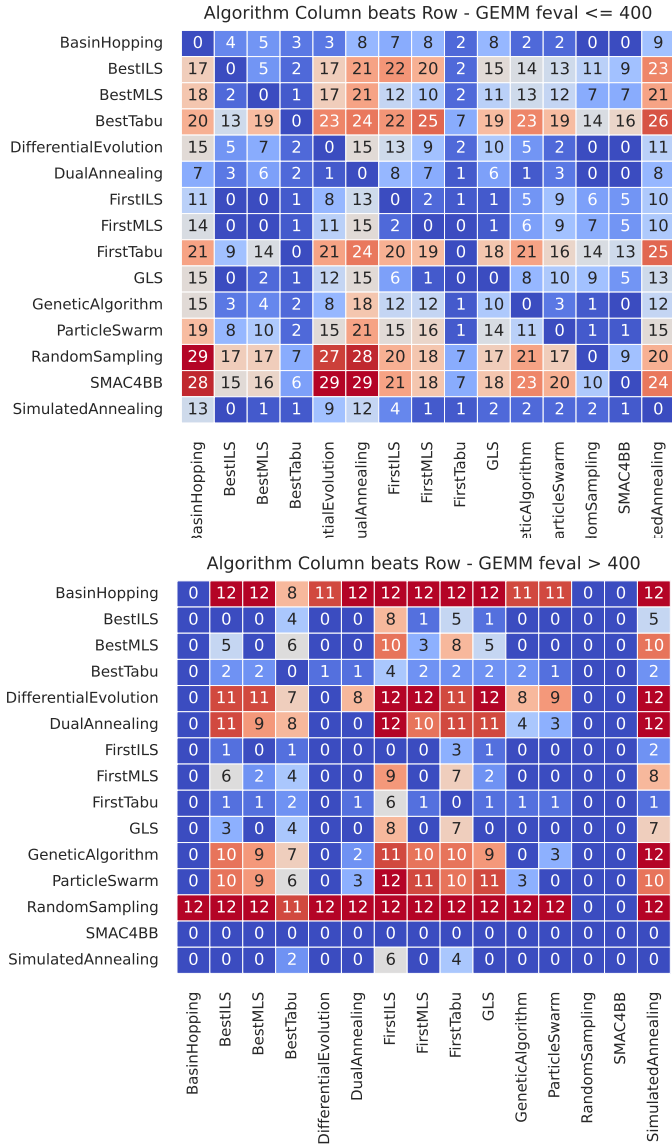 Algorithm Column beats Row - GEMM feval <= 400
BasinHopping 0 4 5 3 3 8 7 8 2 8 2 2 0 0 9
BestILS 17 0 5 2 17 21 22 20 2 15 14 13 11 9 23
BestMLS 18 2 0 1 17 21 12 10 2 11 13 12 7 7 21
BestTabu 20 13 19 0 23 24 22 25 7 19 23 19 14 16 26
DifferentialEvolution 15 5 7 2 0 15 13 9 2 10 5 2 0 0 11
DualAnnealing 7 3 6 2 1 0 8 7 1 6 1 3 0 0 8
FirstILS 11 0 0 1 8 13 0 2 1 1 5 9 6 5 10
FirstMLS 14 0 0 1 11 15 2 0 0 1 6 9 7 5 10
FirstTabu 21 9 14 0 21 24 20 19 0 18 21 16 14 13 25
GLS 15 0 2 1 12 15 6 1 0 0 8 10 9 5 13
GeneticAlgorithm 15 3 4 2 8 18 12 12 1 10 0 3 1 0 12
ParticleSwarm 19 8 10 2 15 21 15 16 1 14 11 0 1 1 15
RandomSampling 29 17 17 7 27 28 20 18 7 17 21 17 0 9 20
SMAC4BB 28 15 16 6 29 29 21 18 7 18 23 20 10 0 24
SimulatedAnnealing 13 0 1 1 9 12 4 1 1 2 2 2 2 1 0
BasinHopping
BestILS
BestMLS
BestTabu
ntialEvolution
ualAnnealing
FirstILS
FirstMLS
FirstTabu
GLS
eticAlgorithm
articleSwarm
lomSampling
SMAC4BB
tedAnnealing
Algorithm Column beats Row - GEMM feval > 400
BasinHopping 0 12 12 8 11 12 12 12 12 12 11 11 0 0 12
BestILS 0 0 0 4 0 0 8 1 5 1 0 0 0 0 5
BestMLS 0 5 0 6 0 0 10 3 8 5 0 0 0 0 10
BestTabu 0 2 2 0 1 1 4 2 2 2 2 1 0 0 2
DifferentialEvolution 0 11 11 7 0 8 12 12 11 12 8 9 0 0 12
DualAnnealing 0 11 9 8 0 0 12 10 11 11 4 3 0 0 12
FirstILS 0 1 0 1 0 0 0 0 3 1 0 0 0 0 2
FirstMLS 0 6 2 4 0 0 9 0 7 2 0 0 0 0 8
FirstTabu 0 1 1 2 0 1 6 1 0 1 1 1 0 0 1
GLS 0 3 0 4 0 0 8 0 7 0 0 0 0 0 7
GeneticAlgorithm 0 10 9 7 0 2 11 10 10 9 0 3 0 0 12
ParticleSwarm 0 10 9 6 0 3 12 11 10 11 3 0 0 0 10
RandomSampling 12 12 12 11 12 12 12 12 12 12 12 12 0 0 12
SMAC4BB 0 0 0 0 0 0 0 0 0 0 0 0 0 0 0
SimulatedAnnealing 0 0 0 2 0 0 6 0 4 0 0 0 0 0 0
BasinHopping
BestILS
BestMLS
BestTabu
DifferentialEvolution
DualAnnealing
FirstILS
FirstMLS
FirstTabu
GLS
GeneticAlgorithm
ParticleSwarm
RandomSampling
SMAC4BB
SimulatedAnnealing